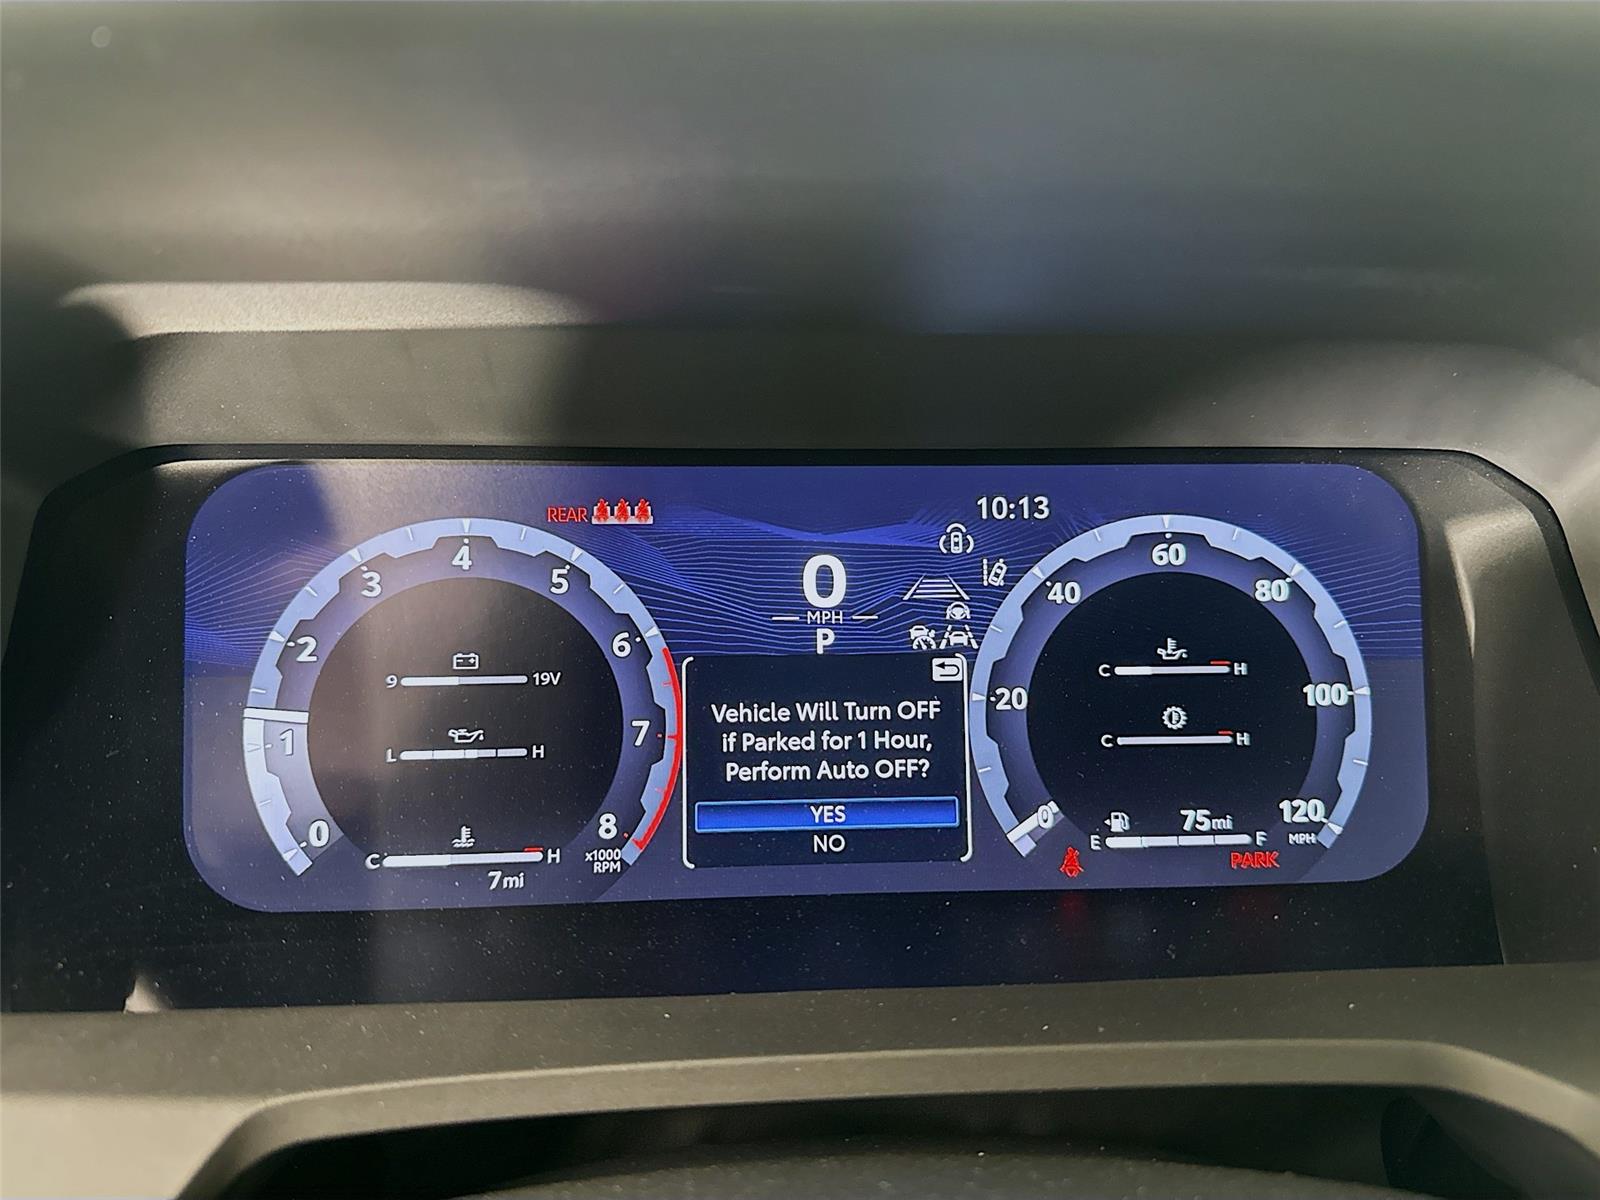 REAR
10:13
0
MPH
P
0
1
2
3
4
5
6
7
8
x1000
RPM
9 19V
L H
C H
7mi
Vehicle Will Turn OFF
if Parked for 1 Hour,
Perform Auto OFF?
YES
NO
0
20
40
60
80
100
120
MPH
C H
C H
75mi
E F
PARK